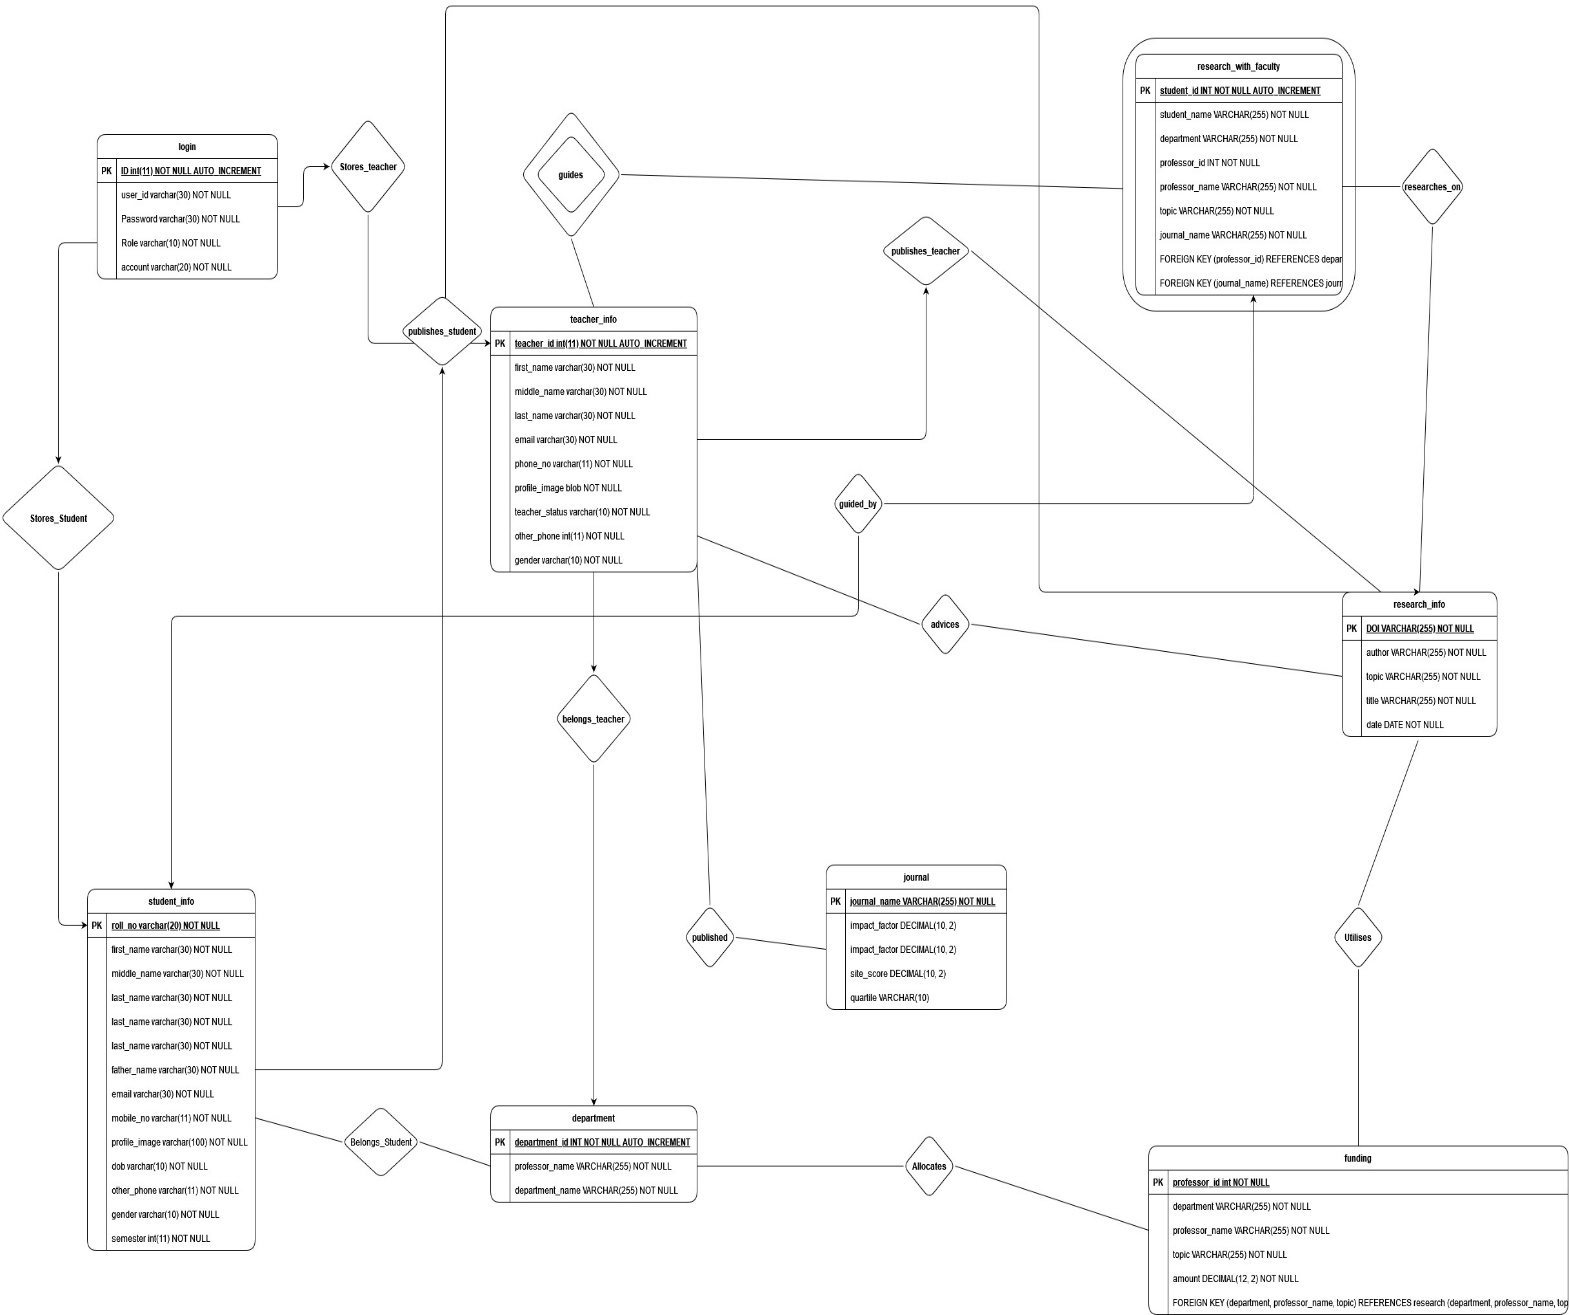 research_with_faculty
PK student_id INT NOT NULL AUTO_INCREMENT
student_name VARCHAR(255) NOT NULL
department VARCHAR(255) NOT NULL
professor_id INT NOT NULL
professor_name VARCHAR(255) NOT NULL
topic VARCHAR(255) NOT NULL
journal_name VARCHAR(255) NOT NULL
FOREIGN KEY (professor_id) REFERENCES depar
FOREIGN KEY (journal_name) REFERENCES journ
login
PK ID int(11) NOT NULL AUTO_INCREMENT
user_id varchar(30) NOT NULL
Password varchar(30) NOT NULL
Role varchar(10) NOT NULL
account varchar(20) NOT NULL
Stores_teacher
guides
researches_on
publishes_teacher
publishes_student
teacher_info
PK teacher_id int(11) NOT NULL AUTO_INCREMENT
first_name varchar(30) NOT NULL
middle_name varchar(30) NOT NULL
last_name varchar(30) NOT NULL
email varchar(30) NOT NULL
phone_no varchar(11) NOT NULL
profile_image blob NOT NULL
teacher_status varchar(10) NOT NULL
other_phone int(11) NOT NULL
gender varchar(10) NOT NULL
guided_by
Stores_Student
advices
research_info
PK DOI VARCHAR(255) NOT NULL
author VARCHAR(255) NOT NULL
topic VARCHAR(255) NOT NULL
title VARCHAR(255) NOT NULL
date DATE NOT NULL
belongs_teacher
journal
PK journal_name VARCHAR(255) NOT NULL
impact_factor DECIMAL(10, 2)
impact_factor DECIMAL(10, 2)
site_score DECIMAL(10, 2)
quartile VARCHAR(10)
published
Utilises
student_info
PK roll_no varchar(20) NOT NULL
first_name varchar(30) NOT NULL
middle_name varchar(30) NOT NULL
last_name varchar(30) NOT NULL
last_name varchar(30) NOT NULL
last_name varchar(30) NOT NULL
father_name varchar(30) NOT NULL
email varchar(30) NOT NULL
mobile_no varchar(11) NOT NULL
profile_image varchar(100) NOT NULL
dob varchar(10) NOT NULL
other_phone varchar(11) NOT NULL
gender varchar(10) NOT NULL
semester int(11) NOT NULL
Belongs_Student
department
PK department_id INT NOT NULL AUTO_INCREMENT
professor_name VARCHAR(255) NOT NULL
department_name VARCHAR(255) NOT NULL
Allocates
funding
PK professor_id int NOT NULL
department VARCHAR(255) NOT NULL
professor_name VARCHAR(255) NOT NULL
topic VARCHAR(255) NOT NULL
amount DECIMAL(12, 2) NOT NULL
FOREIGN KEY (department, professor_name, topic) REFERENCES research (department, professor_name, top